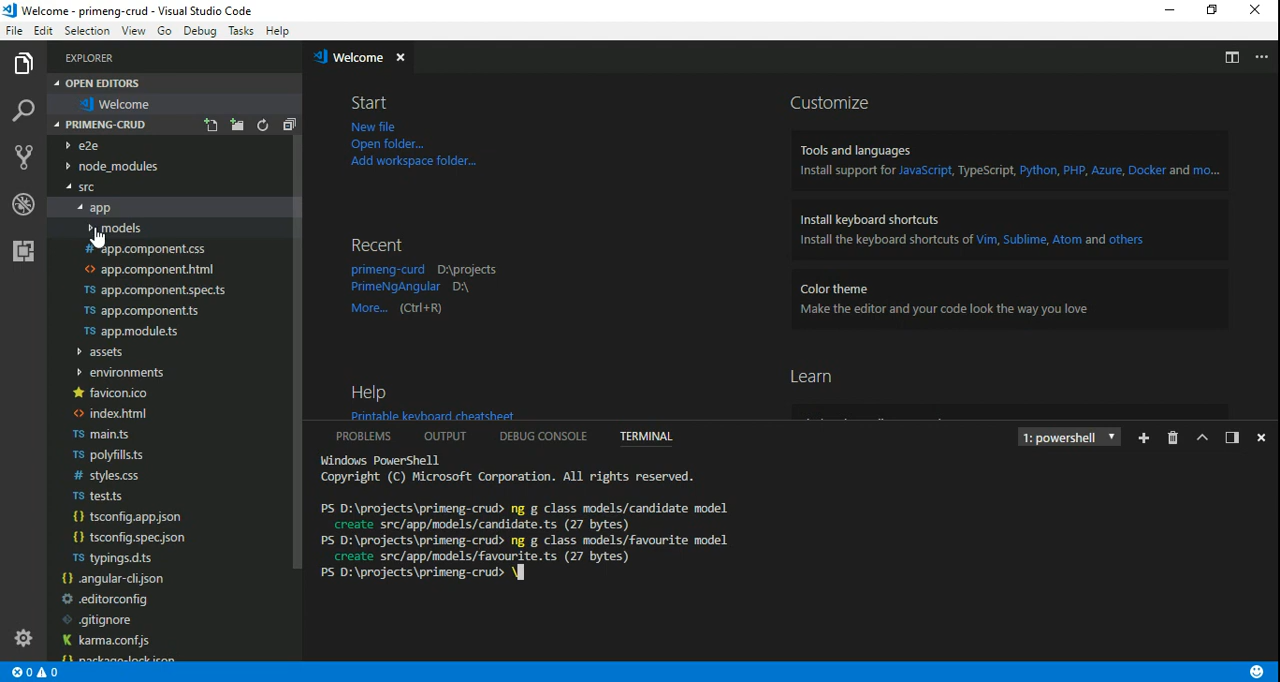 Welcome - primeng-crud - Visual Studio Code
File Edit Selection View Go Debug Tasks Help
EXPLORER
OPEN EDITORS
Welcome
PRIMENG-CRUD
e2e
node_modules
src
app
models
app.component.css
app.component.html
app.component.spec.ts
app.component.ts
app.module.ts
assets
environments
favicon.ico
index.html
main.ts
polyfills.ts
styles.css
test.ts
tsconfig.app.json
tsconfig.spec.json
typings.d.ts
.angular-cli.json
.editorconfig
.gitignore
karma.conf.js
package-lock.json
Welcome
Start
New file
Open folder...
Add workspace folder...
Recent
primeng-curd D:\projects
PrimeNgAngular D:\
More... (Ctrl+R)
Help
Printable keyboard cheatsheet
Customize
Tools and languages
Install support for JavaScript, TypeScript, Python, PHP, Azure, Docker and mo...
Install keyboard shortcuts
Install the keyboard shortcuts of Vim, Sublime, Atom and others
Color theme
Make the editor and your code look the way you love
Learn
PROBLEMS OUTPUT DEBUG CONSOLE TERMINAL 1: powershell
Windows PowerShell
Copyright (C) Microsoft Corporation. All rights reserved.
PS D:\projects\primeng-crud> ng g class models/candidate model
create src/app/models/candidate.ts (27 bytes)
PS D:\projects\primeng-crud> ng g class models/favourite model
create src/app/models/favourite.ts (27 bytes)
PS D:\projects\primeng-crud> \
0 0